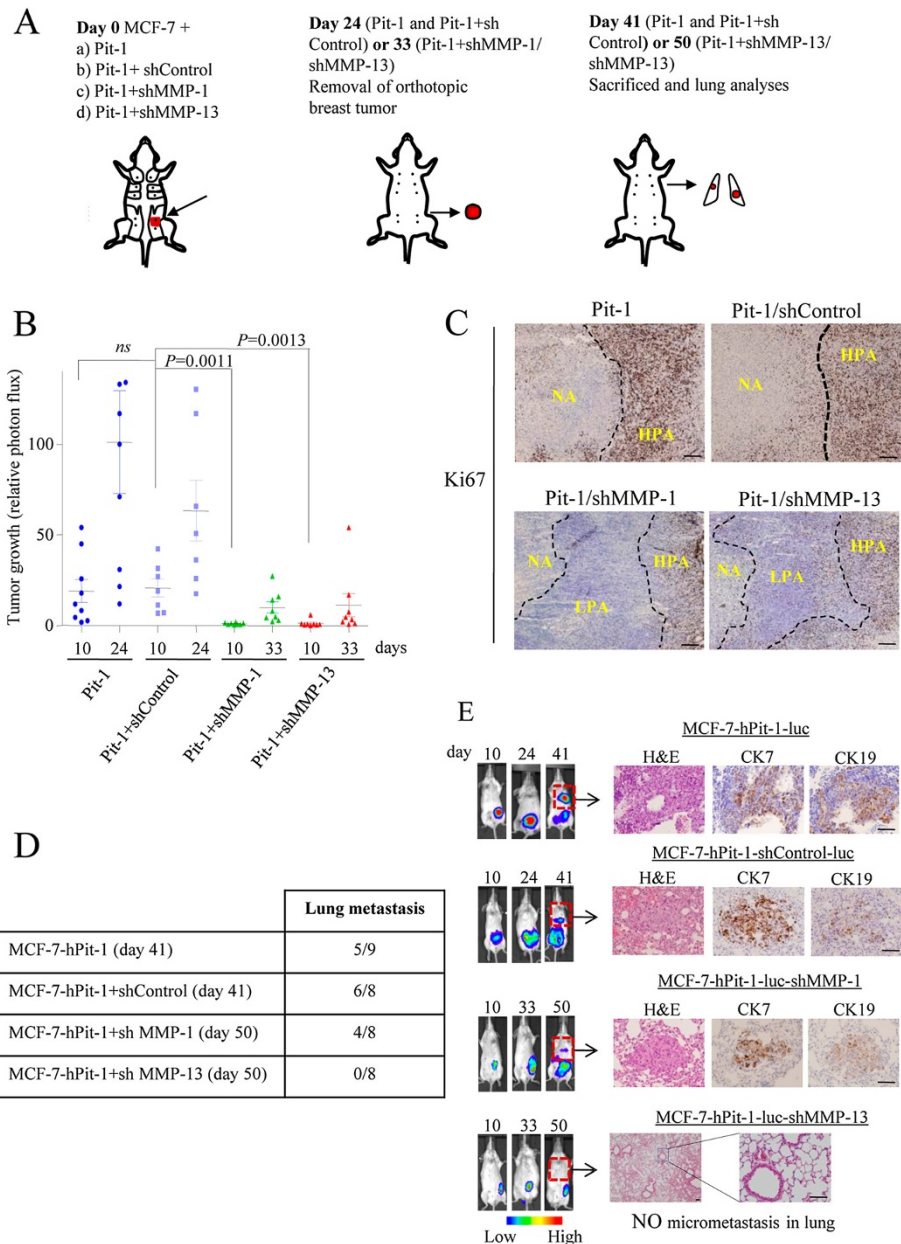 A
Day 0 MCF-7 +
a) Pit-1
b) Pit-1+ shControl
c) Pit-1+shMMP-1
d) Pit-1+shMMP-13
Day 24 (Pit-1 and Pit-1+sh
Control) or 33 (Pit-1+shMMP-1/
shMMP-13)
Removal of orthotopic
breast tumor
Day 41 (Pit-1 and Pit-1+sh
Control) or 50 (Pit-1+shMMP-13/
shMMP-13)
Sacrificed and lung analyses
B
Tumor growth (relative photon flux)
100
50
0
ns
P=0.0011
P=0.0013
10 24 10 24 10 33 10 33 days
Pit-1
Pit-1+shControl
Pit-1+shMMP-1
Pit-1+shMMP-13
C
Ki67
Pit-1 Pit-1/shControl
NA HPA NA HPA
Pit-1/shMMP-1 Pit-1/shMMP-13
NA LPA HPA NA LPA HPA
D
Lung metastasis
MCF-7-hPit-1 (day 41) 5/9
MCF-7-hPit-1+shControl (day 41) 6/8
MCF-7-hPit-1+sh MMP-1 (day 50) 4/8
MCF-7-hPit-1+sh MMP-13 (day 50) 0/8
E
MCF-7-hPit-1-luc
day 10 24 41
H&E CK7 CK19
MCF-7-hPit-1-shControl-luc
10 24 41
H&E CK7 CK19
MCF-7-hPit-1-luc-shMMP-1
10 33 50
H&E CK7 CK19
MCF-7-hPit-1-luc-shMMP-13
10 33 50
Low High
NO micrometastasis in lung